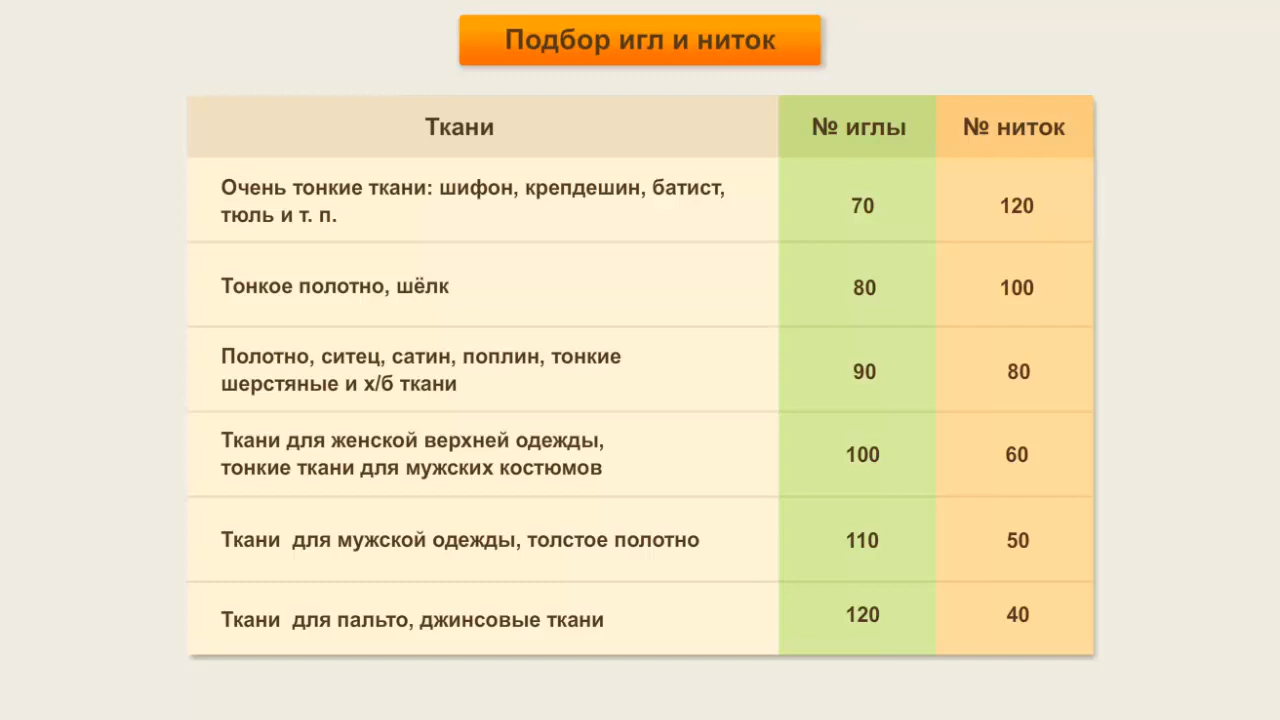 Подбор игл и ниток
Ткани № иглы № ниток
Очень тонкие ткани: шифон, крепдешин, батист,
тюль и т. п.
70 120
Тонкое полотно, шёлк 80 100
Полотно, ситец, сатин, поплин, тонкие
шерстяные и х/б ткани
90 80
Ткани для женской верхней одежды,
тонкие ткани для мужских костюмов
100 60
Ткани  для мужской одежды, толстое полотно 110 50
Ткани  для пальто, джинсовые ткани 120 40